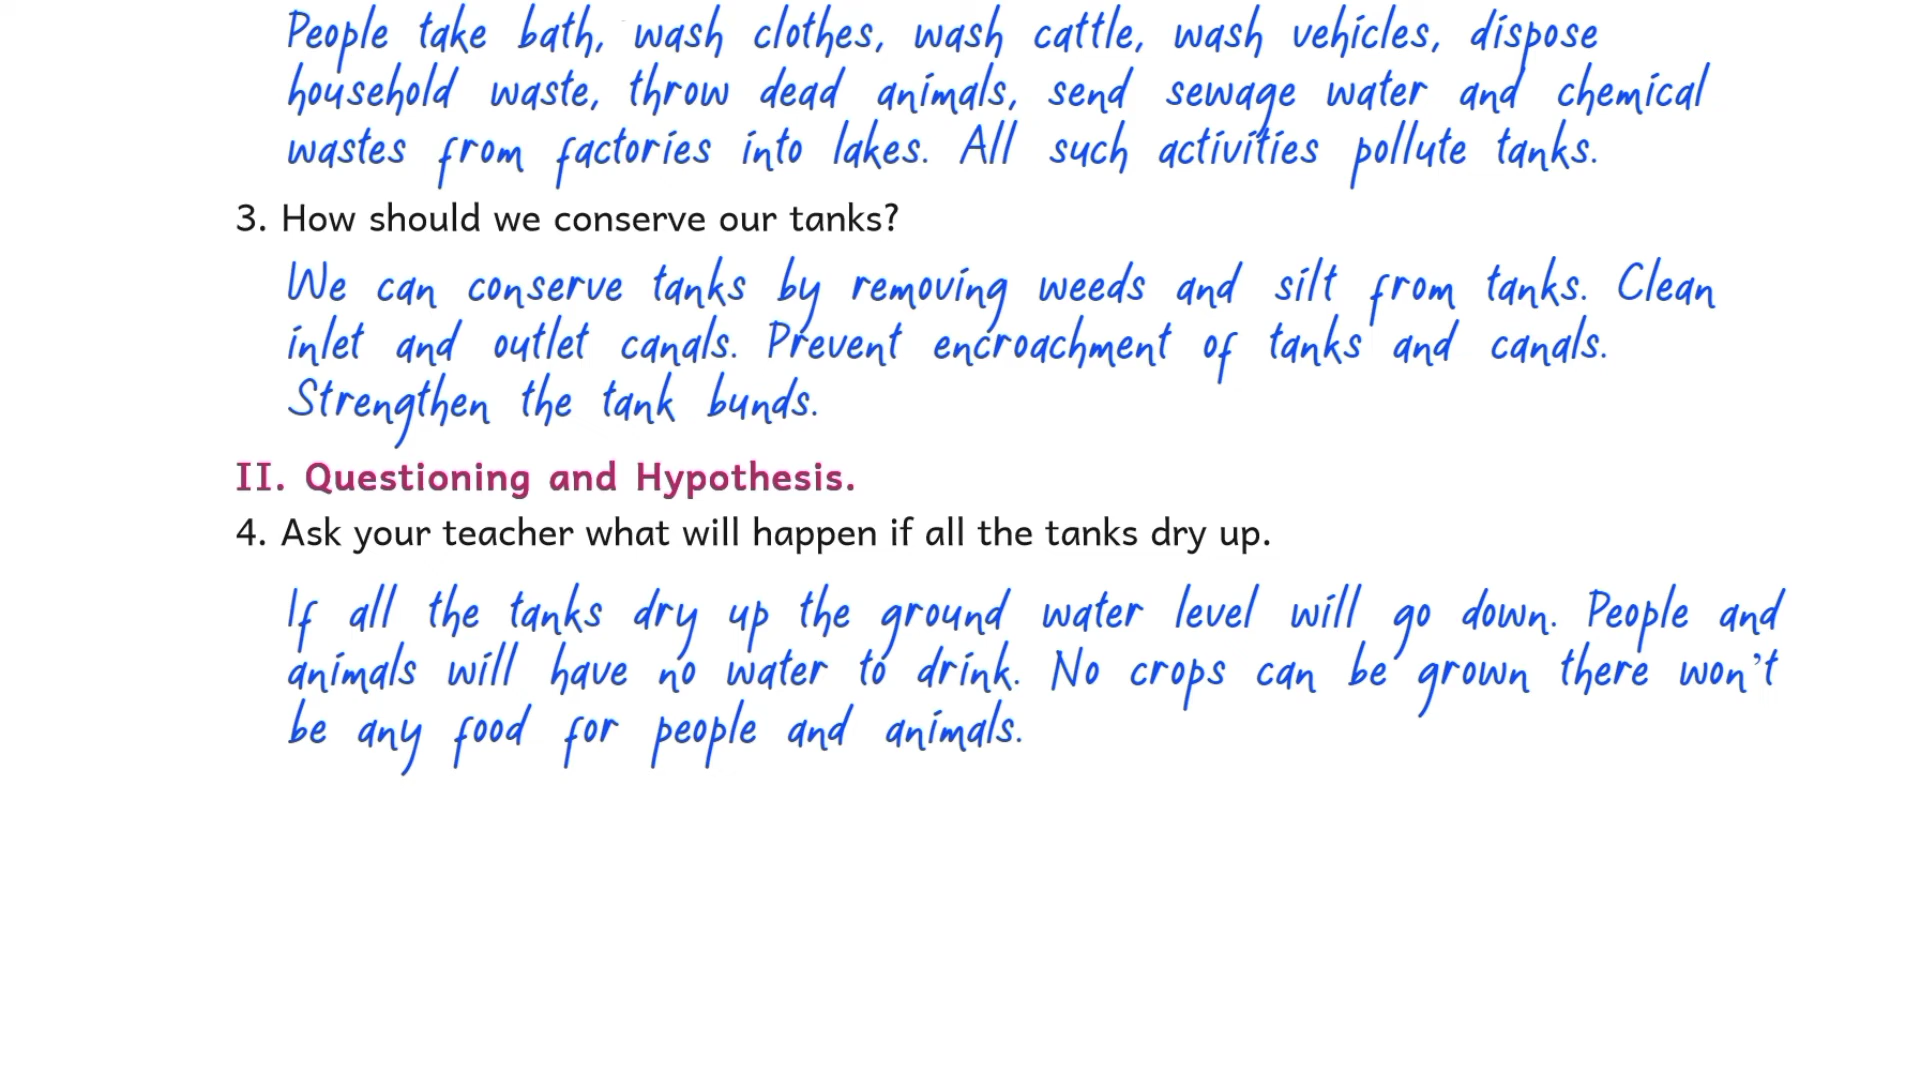 People take bath, wash clothes, wash cattle, wash vehicles, dispose
household waste, throw dead animals, send sewage water and chemical
wastes from factories into lakes. All such activities pollute tanks.
3. How should we conserve our tanks?
We can conserve tanks by removing weeds and silt from tanks. Clean
inlet and outlet canals. Prevent encroachment of tanks and canals.
Strengthen the tank bunds.
II. Questioning and Hypothesis.
4. Ask your teacher what will happen if all the tanks dry up.
If all the tanks dry up the ground water level will go down. People and
animals will have no water to drink. No crops can be grown there won't
be any food for people and animals.